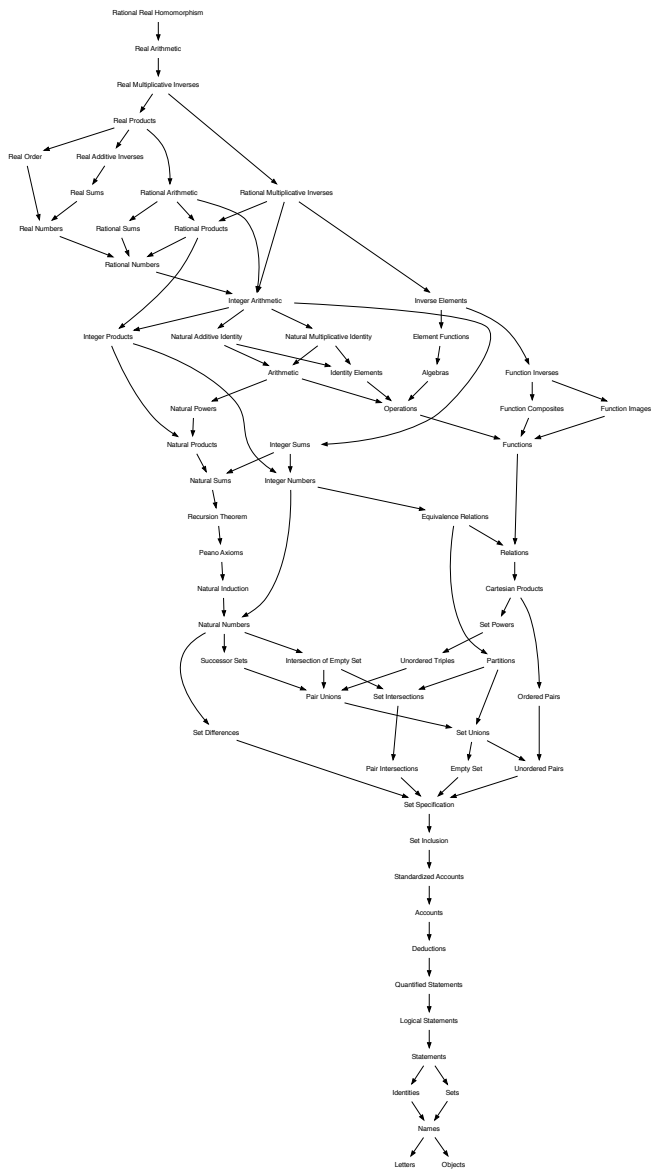 Rational Real Homomorphism
Real Arithmetic
Real Multiplicative Inverses
Real Products
Real Order
Real Additive Inverses
Real Sums
Rational Arithmetic
Rational Multiplicative Inverses
Real Numbers
Rational Sums
Rational Products
Rational Numbers
Integer Arithmetic
Inverse Elements
Integer Products
Natural Additive Identity
Natural Multiplicative Identity
Element Functions
Arithmetic
Identity Elements
Algebras
Function Inverses
Natural Powers
Operations
Function Composites
Function Images
Natural Products
Integer Sums
Functions
Natural Sums
Integer Numbers
Recursion Theorem
Equivalence Relations
Peano Axioms
Relations
Natural Induction
Cartesian Products
Natural Numbers
Set Powers
Successor Sets
Intersection of Empty Set
Unordered Triples
Partitions
Pair Unions
Set Intersections
Ordered Pairs
Set Differences
Set Unions
Pair Intersections
Empty Set
Unordered Pairs
Set Specification
Set Inclusion
Standardized Accounts
Accounts
Deductions
Quantified Statements
Logical Statements
Statements
Identities
Sets
Names
Letters
Objects